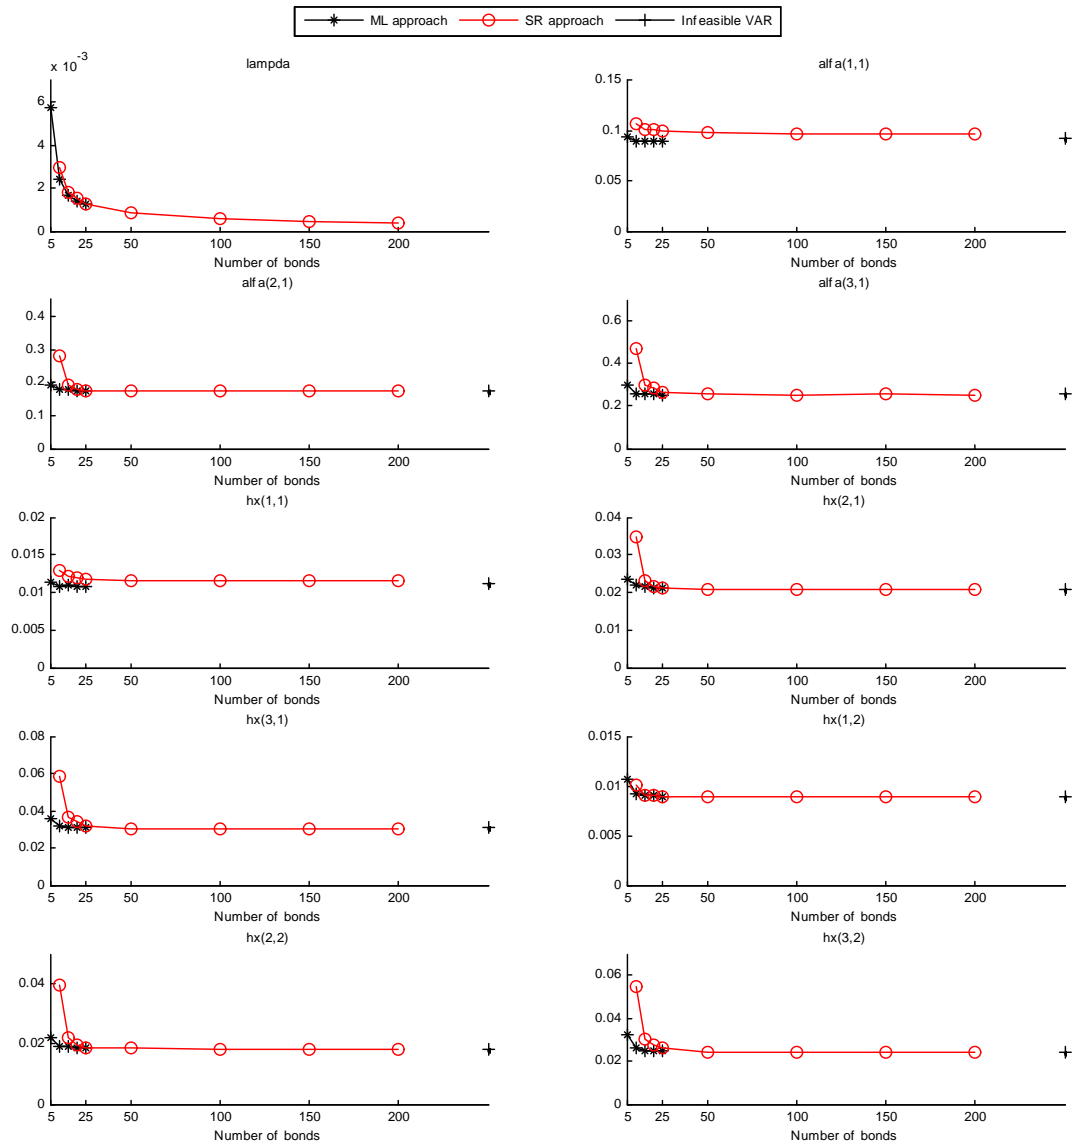 ML approach SR approach Infeasible VAR
x 10^-3
lampda
6
4
2
0
5 25 50 100 150 200
Number of bonds
alfa(1,1)
0.15
0.1
0.05
0
5 25 50 100 150 200
Number of bonds
alfa(2,1)
0.4
0.3
0.2
0.1
0
5 25 50 100 150 200
Number of bonds
alfa(3,1)
0.6
0.4
0.2
0
5 25 50 100 150 200
Number of bonds
hx(1,1)
0.02
0.015
0.01
0.005
0
5 25 50 100 150 200
Number of bonds
hx(2,1)
0.04
0.03
0.02
0.01
0
5 25 50 100 150 200
Number of bonds
hx(3,1)
0.08
0.06
0.04
0.02
0
5 25 50 100 150 200
Number of bonds
hx(1,2)
0.015
0.01
0.005
0
5 25 50 100 150 200
Number of bonds
hx(2,2)
0.04
0.02
0
5 25 50 100 150 200
Number of bonds
hx(3,2)
0.06
0.04
0.02
0
5 25 50 100 150 200
Number of bonds